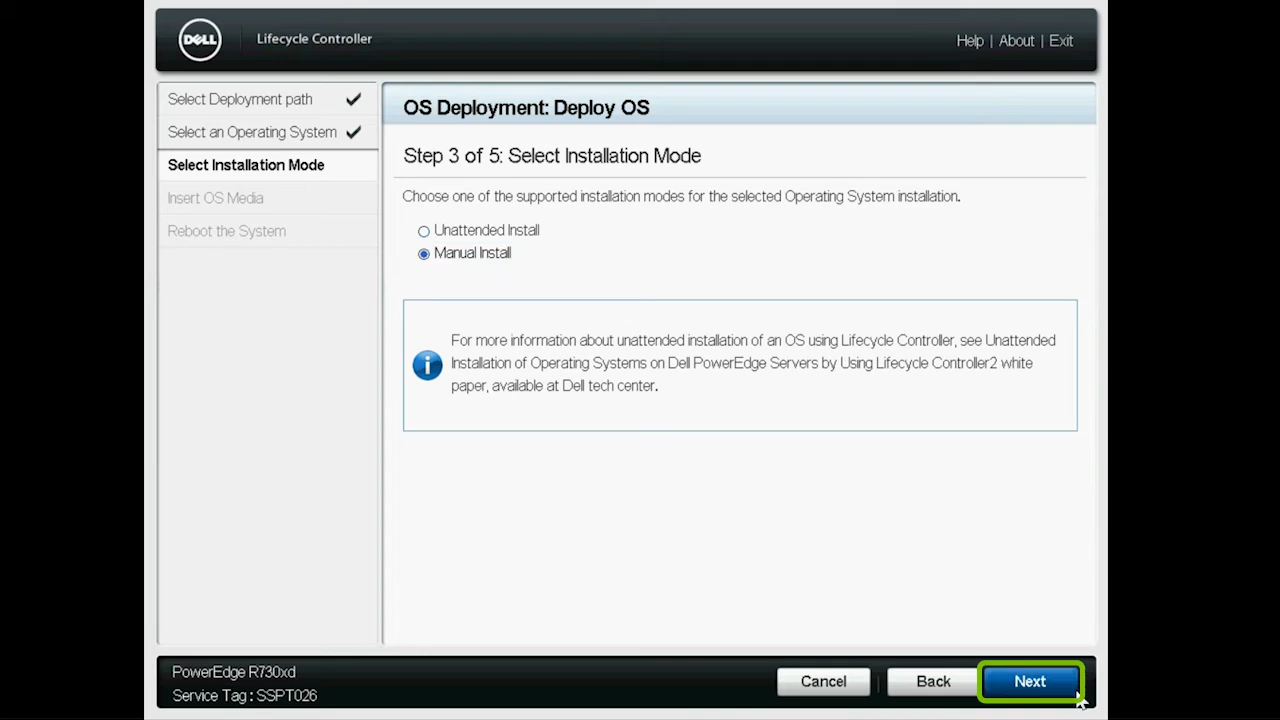 DELL
Lifecycle Controller
Help | About | Exit
Select Deployment path
Select an Operating System
Select Installation Mode
Insert OS Media
Reboot the System
OS Deployment: Deploy OS
Step 3 of 5: Select Installation Mode
Choose one of the supported installation modes for the selected Operating System installation.
Unattended Install
Manual Install
For more information about unattended installation of an OS using Lifecycle Controller, see Unattended
Installation of Operating Systems on Dell PowerEdge Servers by Using Lifecycle Controller2 white
paper, available at Dell tech center.
PowerEdge R730xd
Service Tag : SSPT026
Cancel
Back
Next